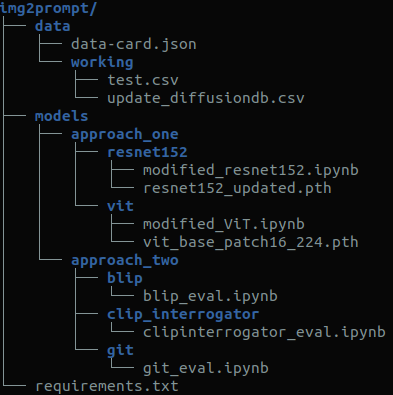 img2prompt/
├── data
│   ├── data-card.json
│   └── working
│       ├── test.csv
│       └── update_diffusiondb.csv
├── models
│   ├── approach_one
│   │   ├── resnet152
│   │   │   ├── modified_resnet152.ipynb
│   │   │   └── resnet152_updated.pth
│   │   └── vit
│   │       ├── modified_ViT.ipynb
│   │       └── vit_base_patch16_224.pth
│   └── approach_two
│       ├── blip
│       │   └── blip_eval.ipynb
│       ├── clip_interrogator
│       │   └── clipinterrogator_eval.ipynb
│       └── git
│           └── git_eval.ipynb
└── requirements.txt